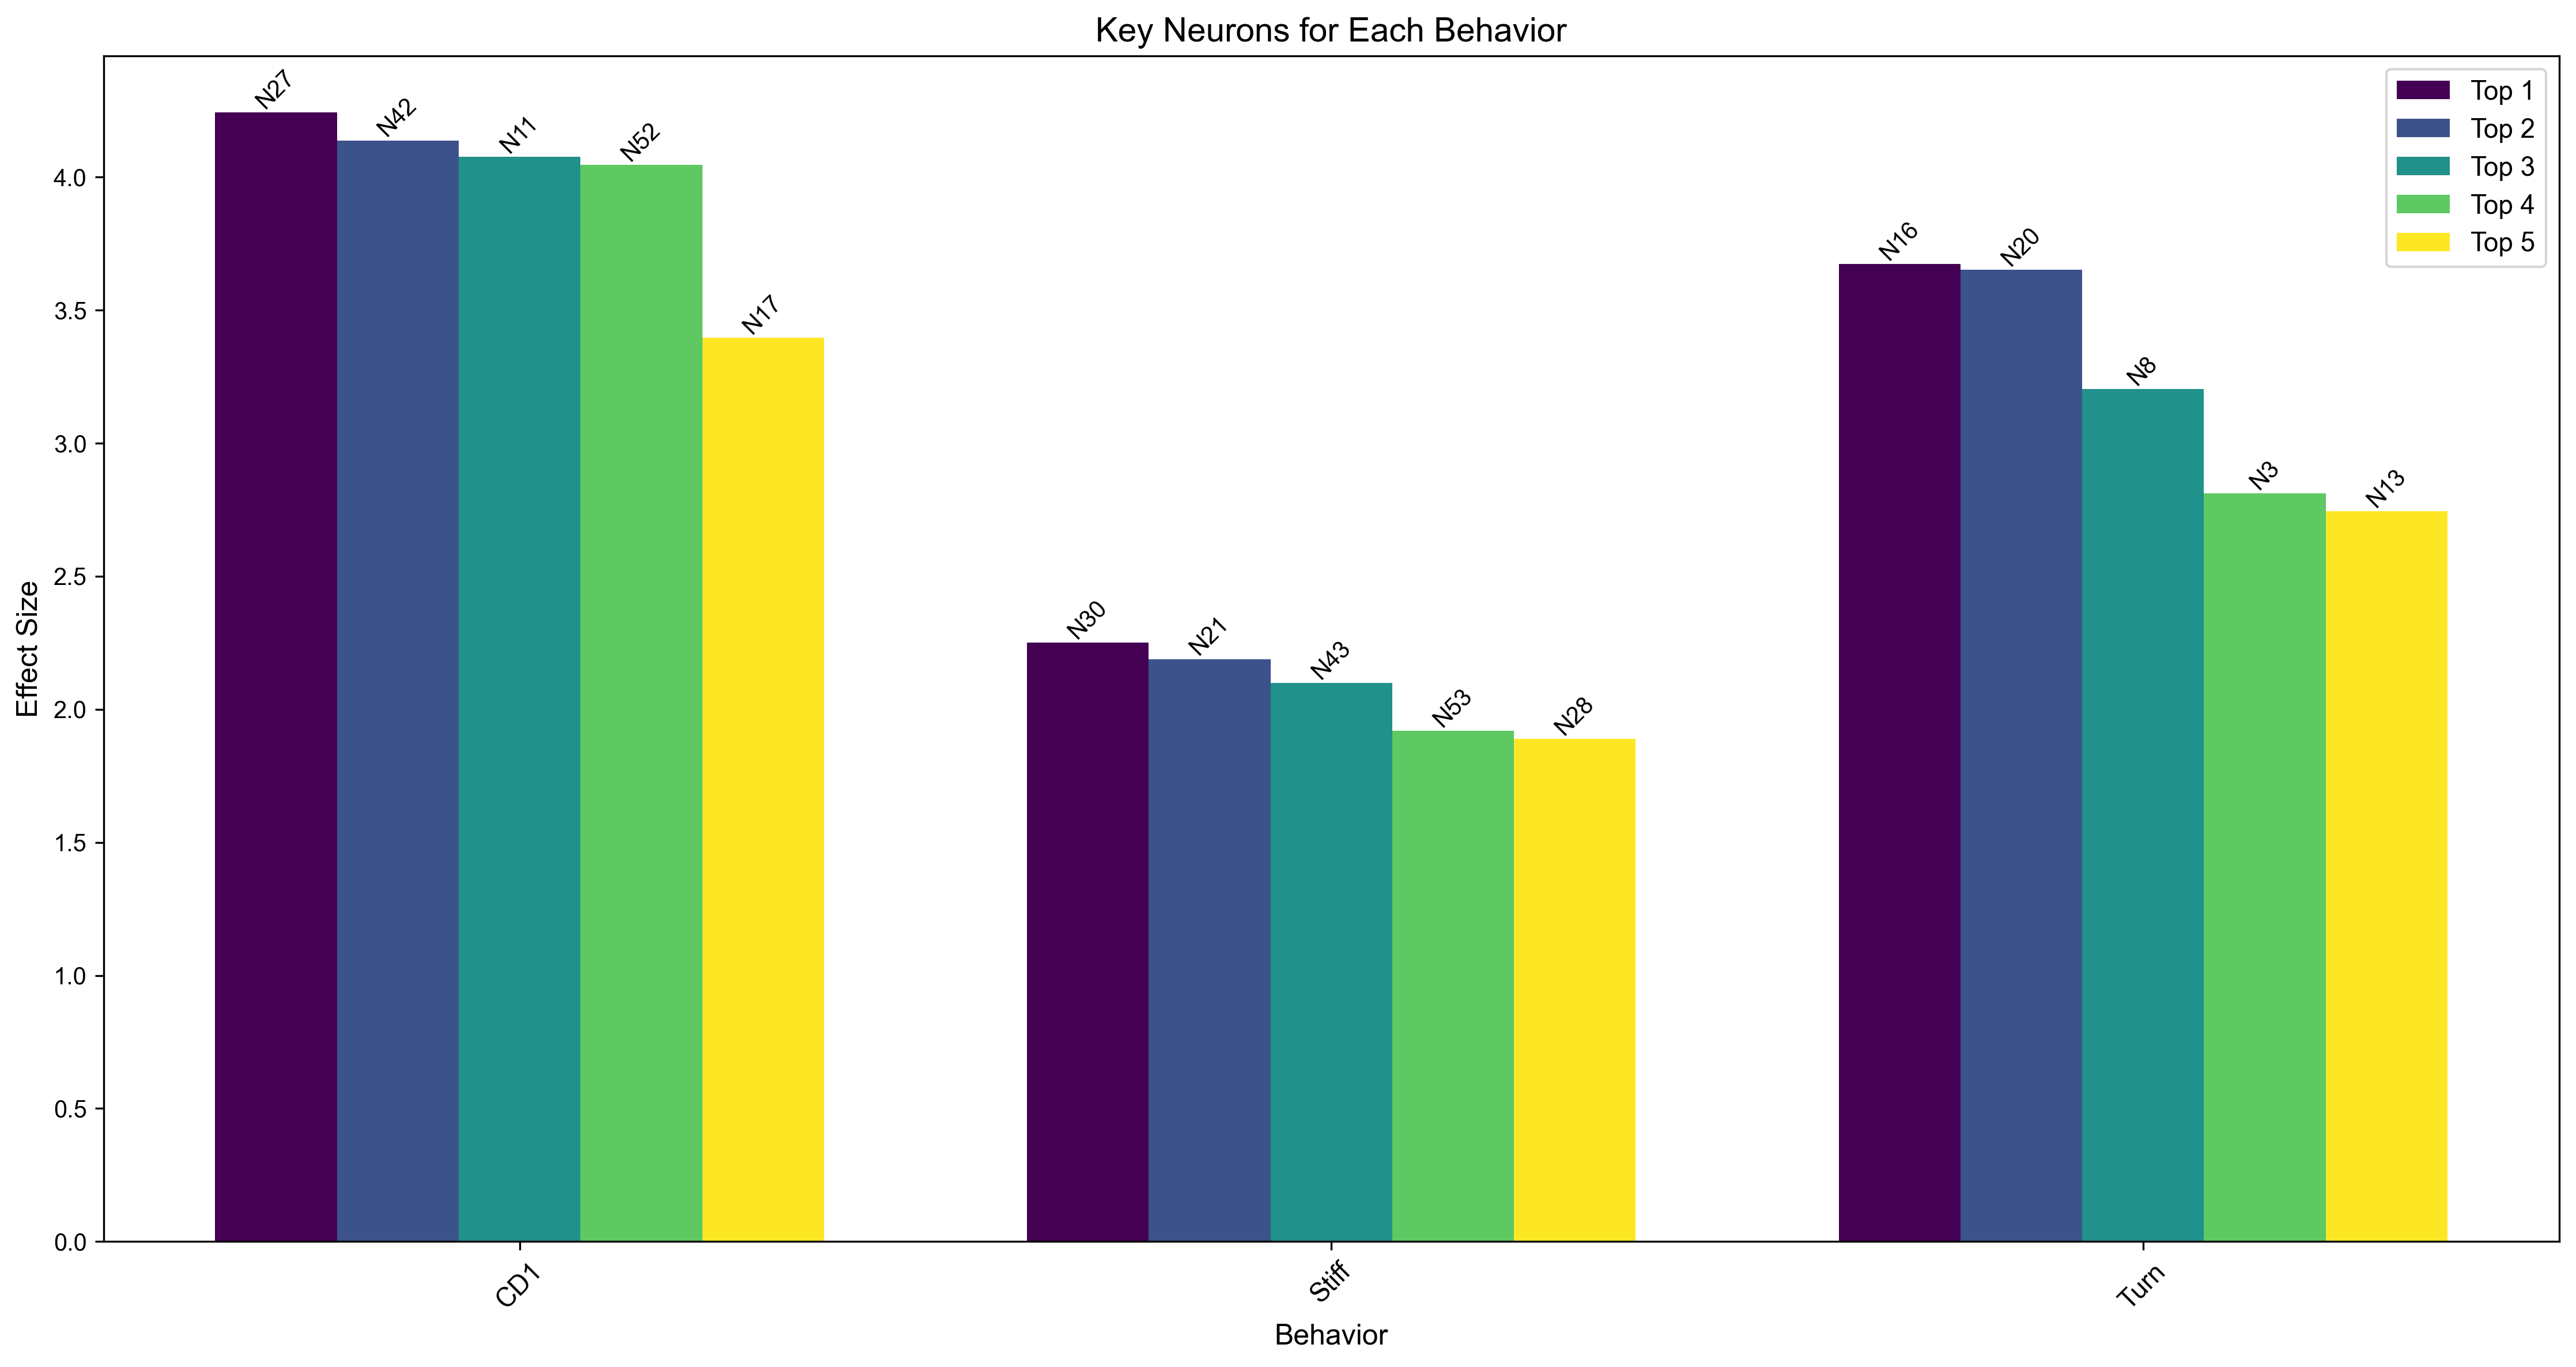 Key Neurons for Each Behavior
Top 1
Top 2
Top 3
Top 4
Top 5
N27
N42
N11
N52
N17
N30
N21
N43
N53
N28
N16
N20
N8
N3
N13
Effect Size
4.0
3.5
3.0
2.5
2.0
1.5
1.0
0.5
0.0
CD1
Stiff
Turn
Behavior